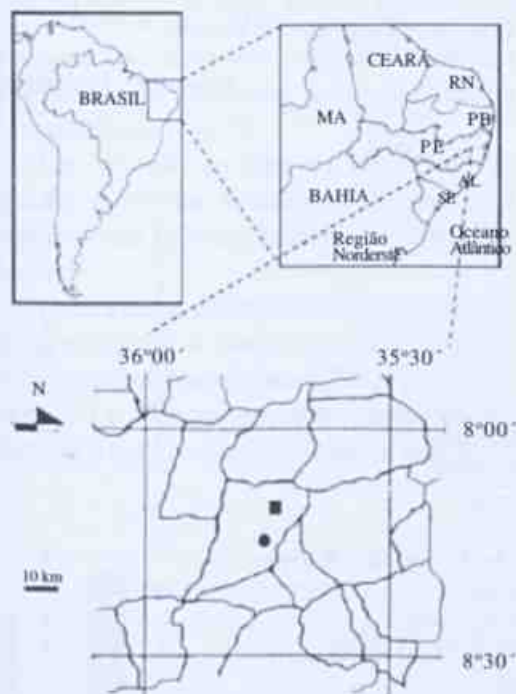 BRASIL
CEARÁ
RN
MA
PB
PE
BAHIA
AL
SE
Região
Nordeste
Oceano
Atlântico
36°00´
35°30´
N
8°00´
10 km
8°30´